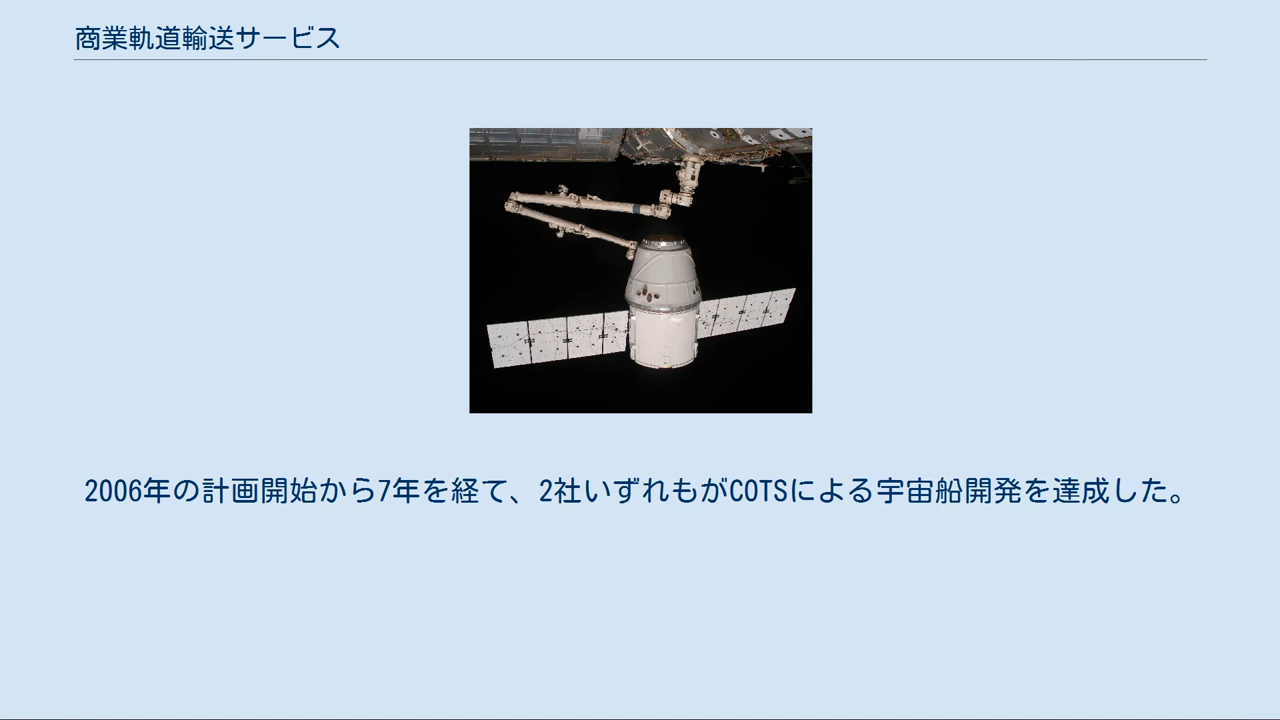 商業軌道輸送サービス
2006年の計画開始から7年を経て、2社いずれもがCOTSによる宇宙船開発を達成した。